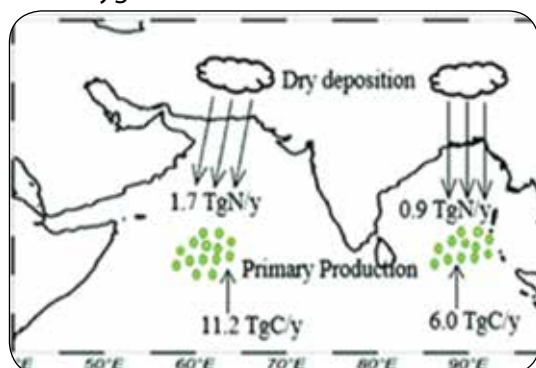 Dry deposition
1.7 TgN/y
0.9 TgN/y
Primary Production
11.2 TgC/y
6.0 TgC/y
50°E 60°E 70°E 80°E 90°E